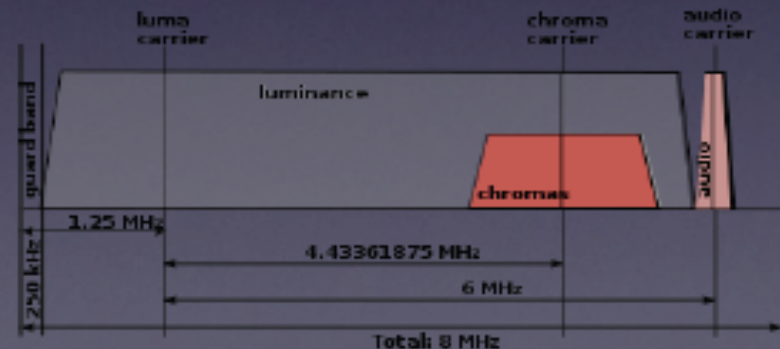 luma
carrier
chroma
carrier
audio
carrier
luminance
guard band
chromas
audio
1.25 MHz
4.43361875 MHz
250 kHz
6 MHz
Total: 8 MHz